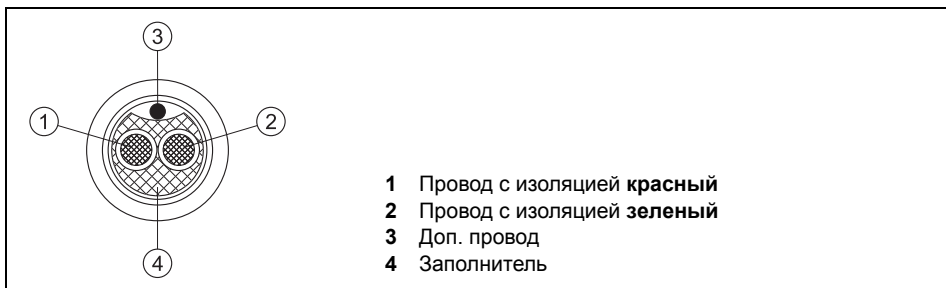 3
1
2
4
1 Провод с изоляцией красный
2 Провод с изоляцией зеленый
3 Доп. провод
4 Заполнитель